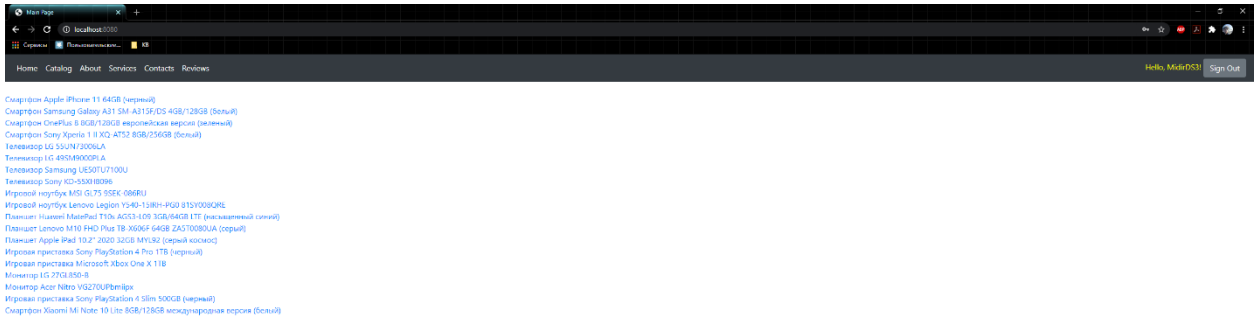 Main Page
localhost:8080
Сервисы Пользовательские... KB
Home Catalog About Services Contacts Reviews Hello, MidirDS3! Sign Out
Смартфон Apple iPhone 11 64GB (черный)
Смартфон Samsung Galaxy A31 SM-A315F/DS 4GB/128GB (белый)
Смартфон OnePlus 8 8GB/128GB европейская версия (зеленый)
Смартфон Sony Xperia 1 II XQ-AT52 8GB/256GB (белый)
Телевизор LG 55UN73006LA
Телевизор LG 49SM9000PLA
Телевизор Samsung UE50TU7100U
Телевизор Sony KD-55XH8096
Игровой ноутбук MSI GL75 9SEK-086RU
Игровой ноутбук Lenovo Legion Y540-15IRH-PG0 81SY008QRE
Планшет Huawei MatePad T10s AGS3-L09 3GB/64GB LTE (насыщенный синий)
Планшет Lenovo M10 FHD Plus TB-X606F 64GB ZA5T0080UA (серый)
Планшет Apple iPad 10.2" 2020 32GB MYL92 (серый космос)
Игровая приставка Sony PlayStation 4 Pro 1TB (черный)
Игровая приставка Microsoft Xbox One X 1TB
Монитор LG 27GL850-B
Монитор Acer Nitro VG270UPbmiipx
Игровая приставка Sony PlayStation 4 Slim 500GB (черный)
Смартфон Xiaomi Mi Note 10 Lite 8GB/128GB международная версия (белый)